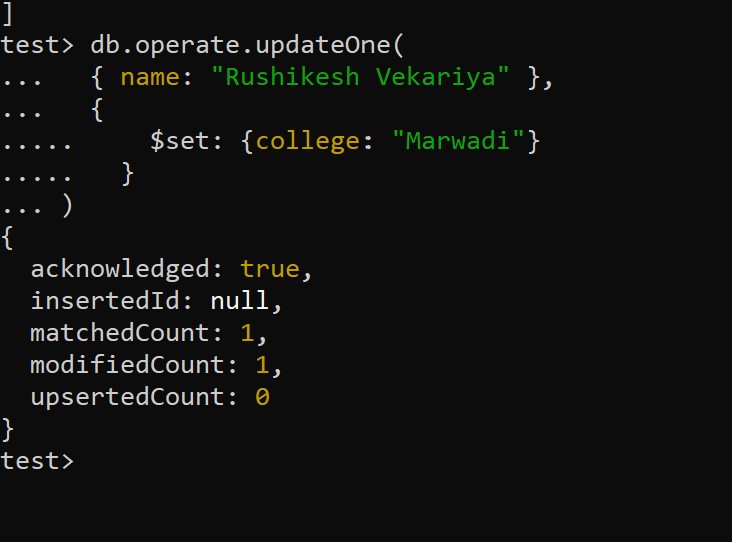 ]
test> db.operate.updateOne(
...   { name: "Rushikesh Vekariya" },
...   {
.....     $set: {college: "Marwadi"}
.....   }
... )
{
  acknowledged: true,
  insertedId: null,
  matchedCount: 1,
  modifiedCount: 1,
  upsertedCount: 0
}
test>